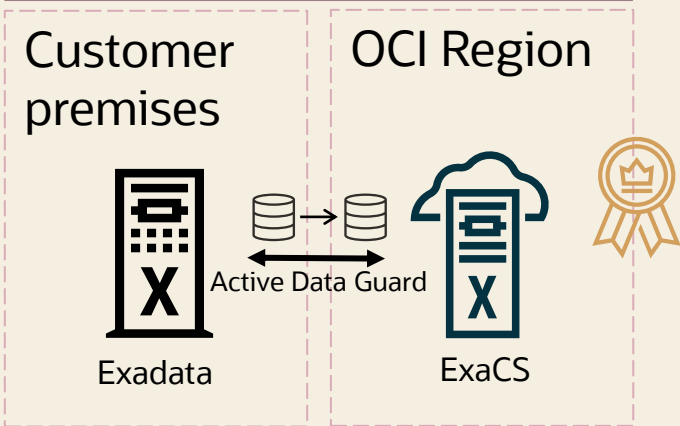 Customer
premises
OCI Region
X
X
Active Data Guard
Exadata
ExaCS